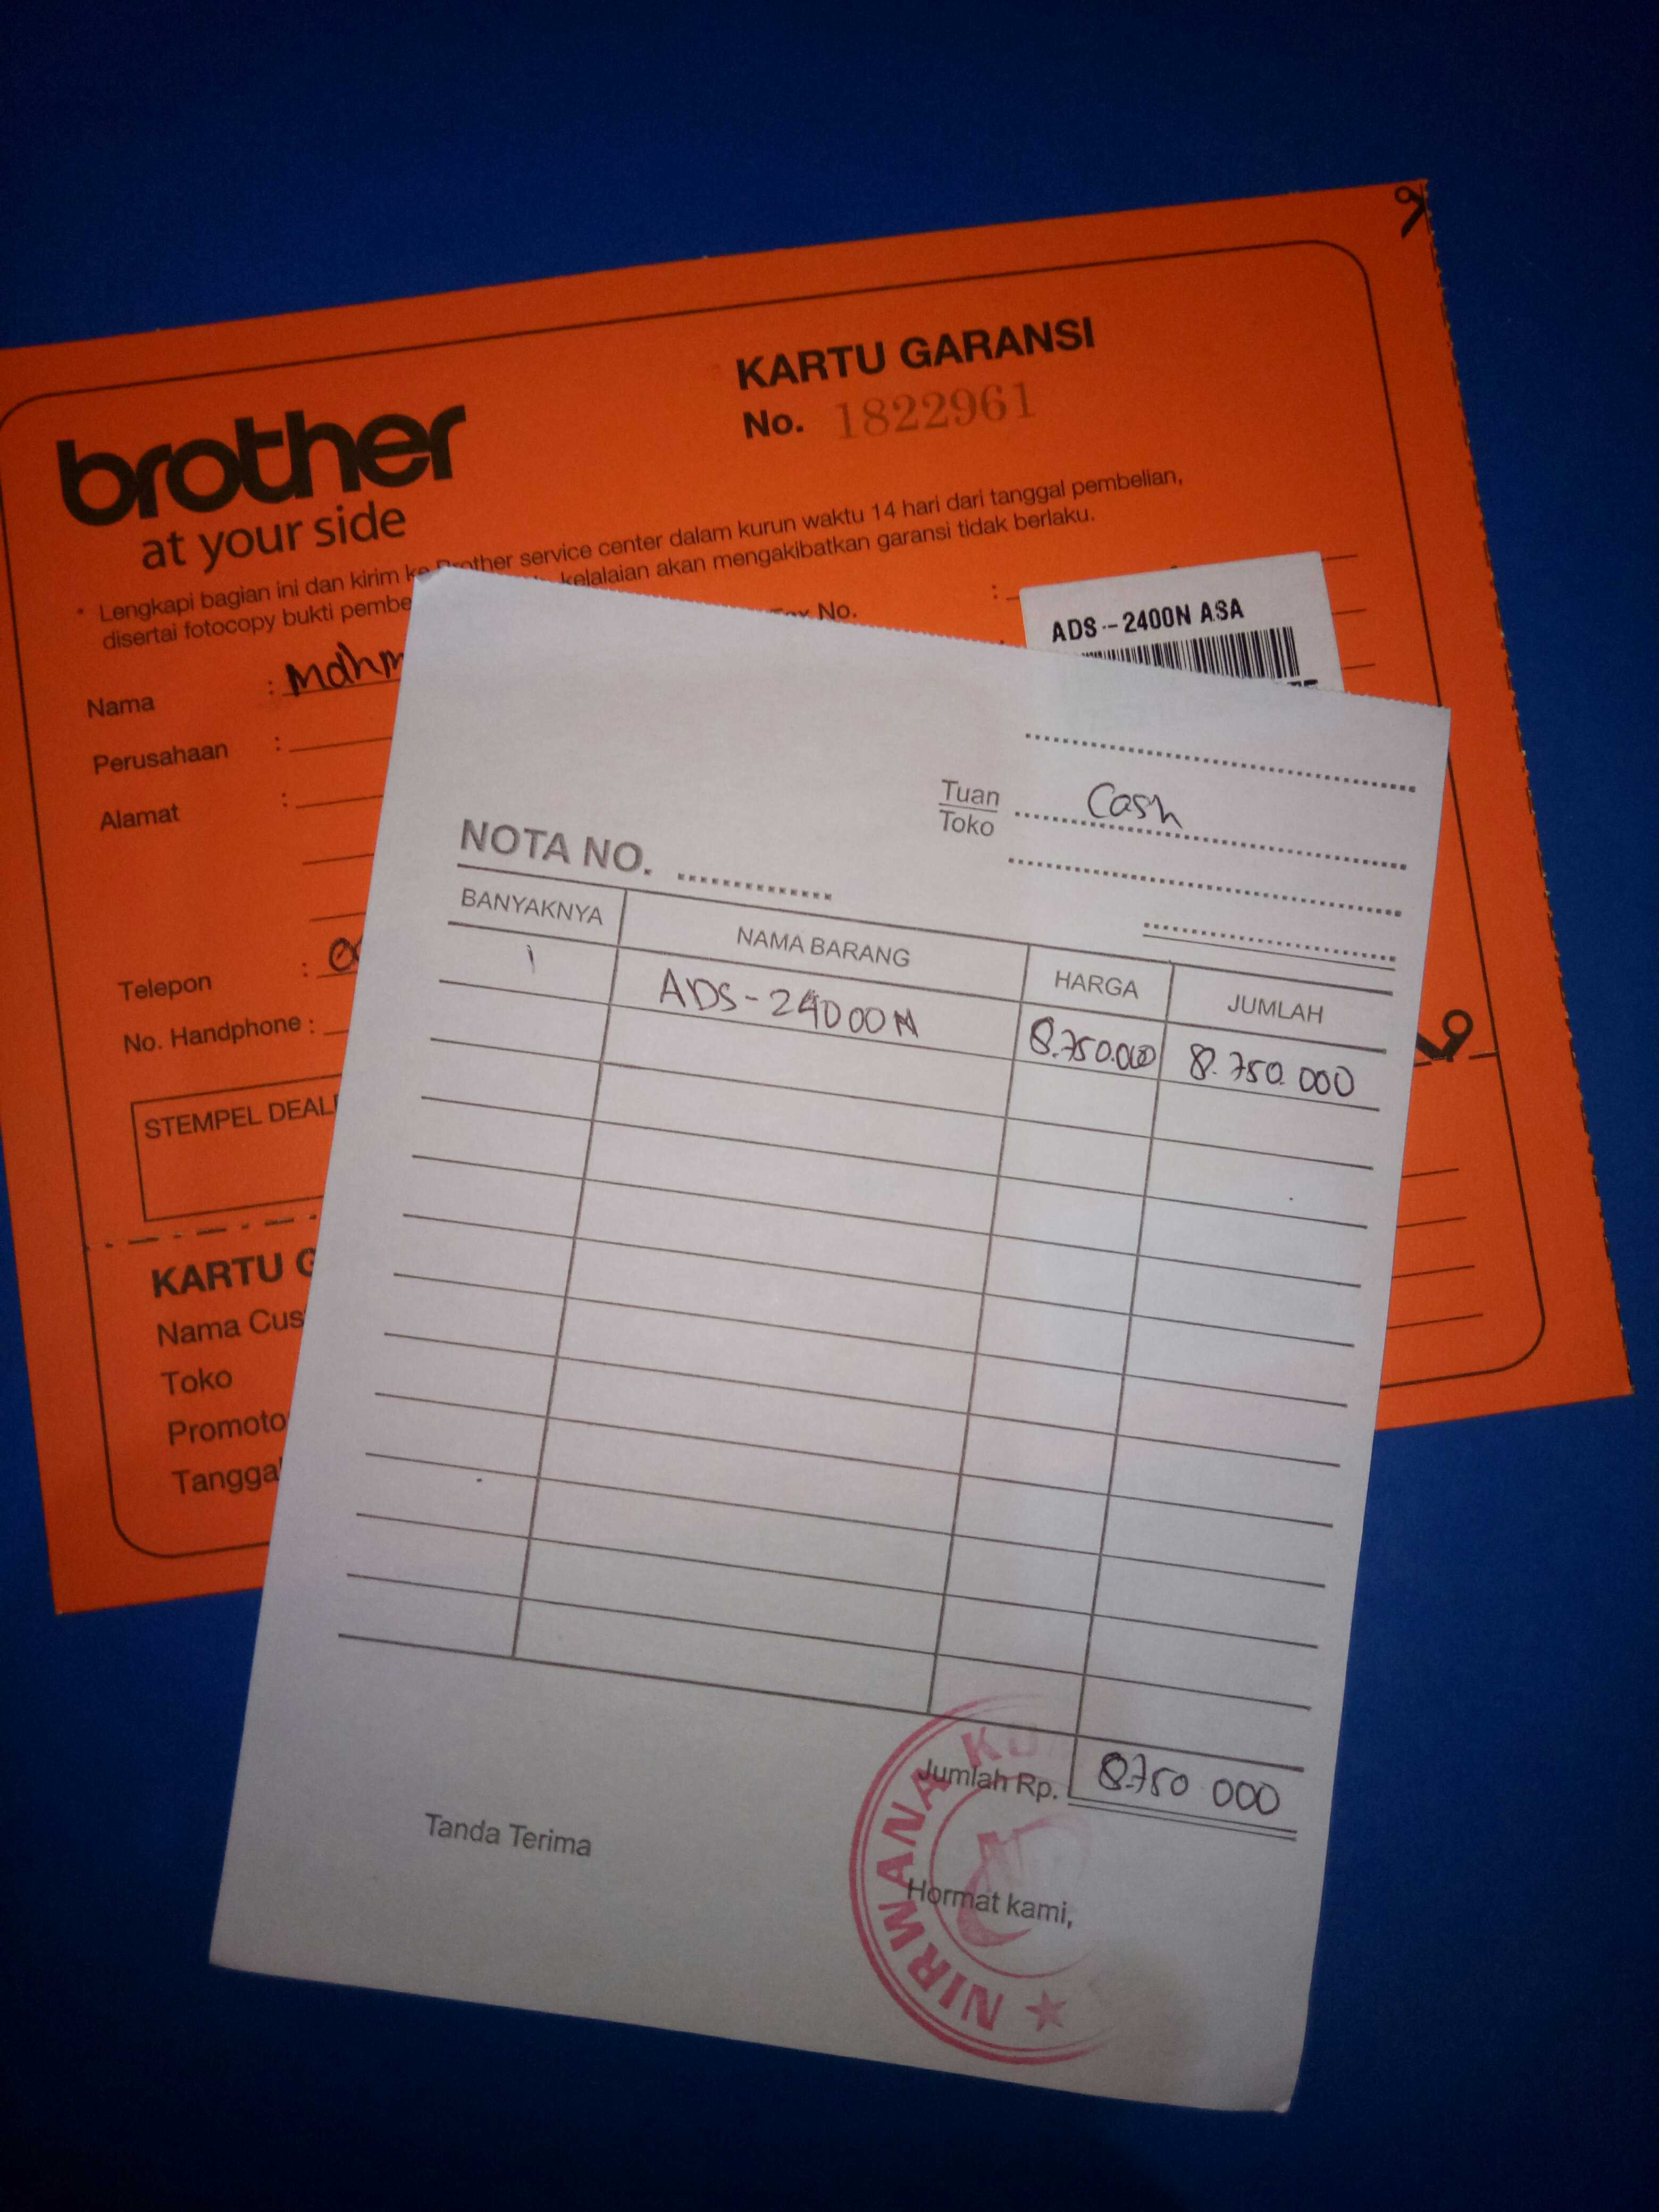 KARTU GARANSI
No. 1822961
brother
at your side
* Lengkapi bagian ini dan kirim ke Brother service center dalam kurun waktu 14 hari dari tanggal pembelian,
disertai fotocopy bukti pembe kelalaian akan mengakibatkan garansi tidak berlaku.
No.
ADS--2400N ASA
Nama :
Perusahaan :
Alamat :
Telepon :
No. Handphone :
STEMPEL DEAL
KARTU G
Nama Cus
Toko
Promoto
Tanggal
Tuan Cash
Toko
NOTA NO.
BANYAKNYA NAMA BARANG HARGA JUMLAH
1 ADS-24000N 8.750.000 8.750.000
Jumlah Rp. 8.750 000
Tanda Terima
Hormat kami,
NIRWANA